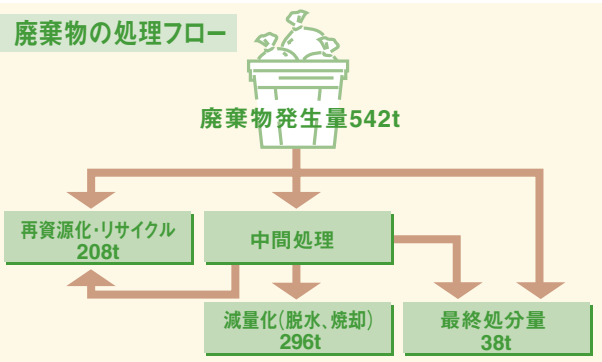 廃棄物の処理フロー
廃棄物発生量542t
再資源化・リサイクル
208t
中間処理
減量化(脱水、焼却)
296t
最終処分量
38t